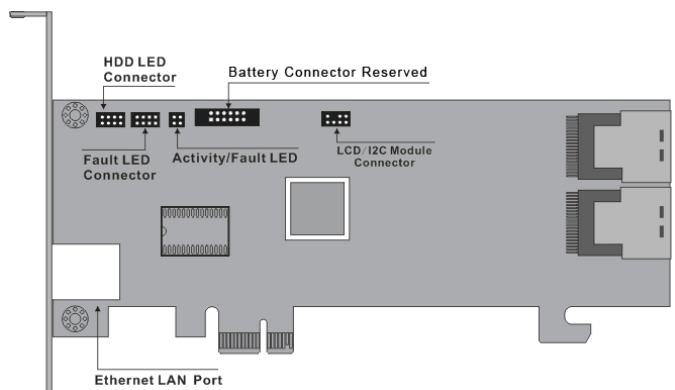 HDD LED
Connector
Battery Connector Reserved
Fault LED
Connector
Activity/Fault LED
LCD/I2C Module
Connector
Ethernet LAN Port